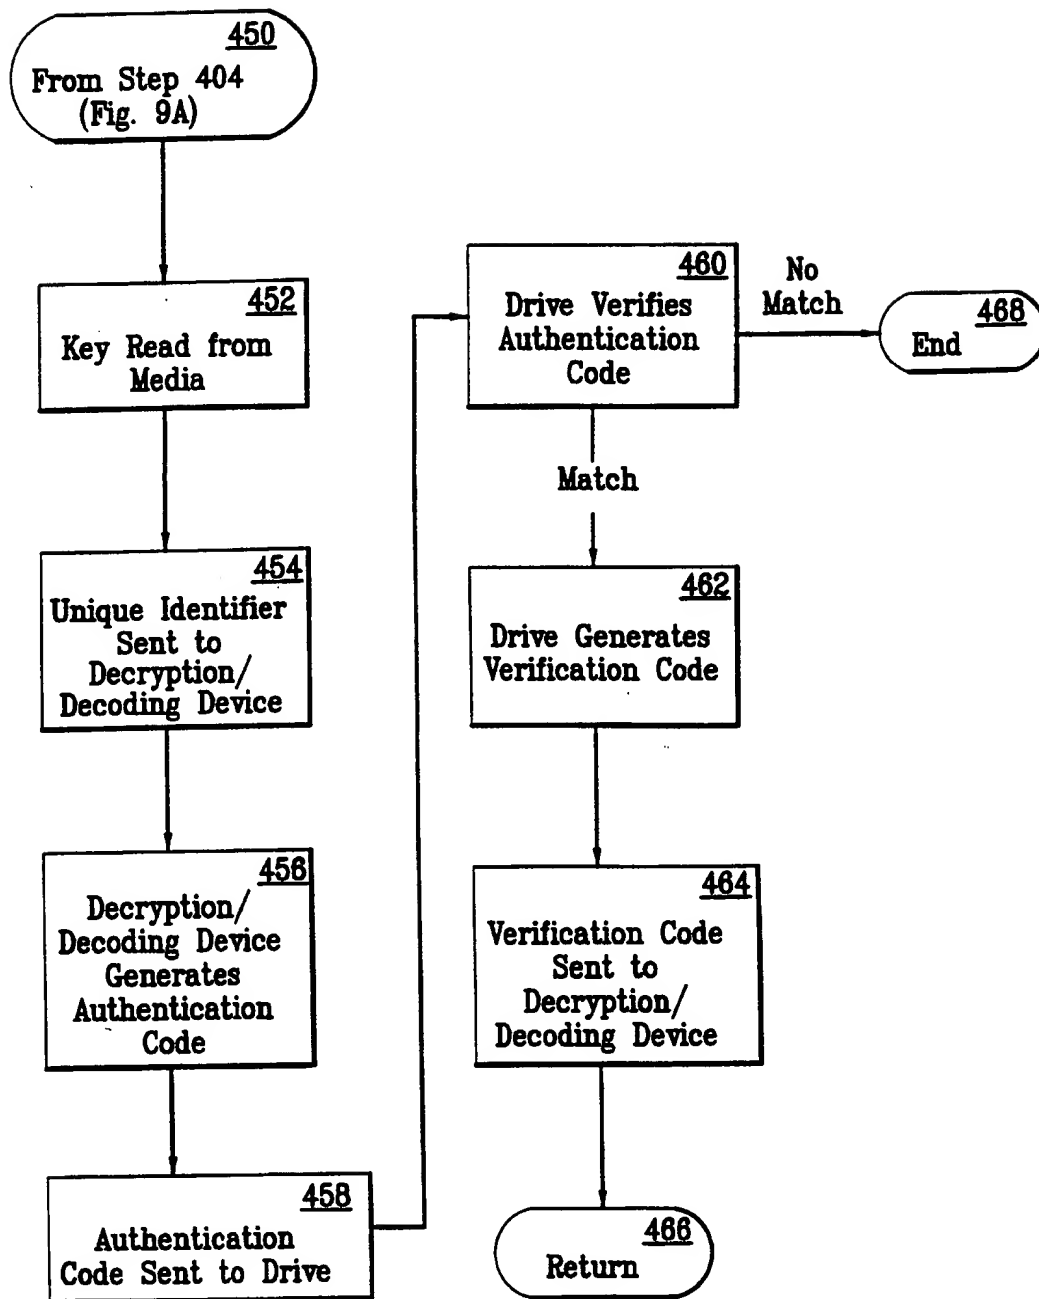 450
From Step 404
(Fig. 9A)
452
Key Read from
Media
454
Unique Identifier
Sent to
Decryption/
Decoding Device
456
Decryption/
Decoding Device
Generates
Authentication
Code
458
Authentication
Code Sent to Drive
460
Drive Verifies
Authentication
Code
No
Match
468
End
Match
462
Drive Generates
Verification Code
464
Verification Code
Sent to
Decryption/
Decoding Device
466
Return